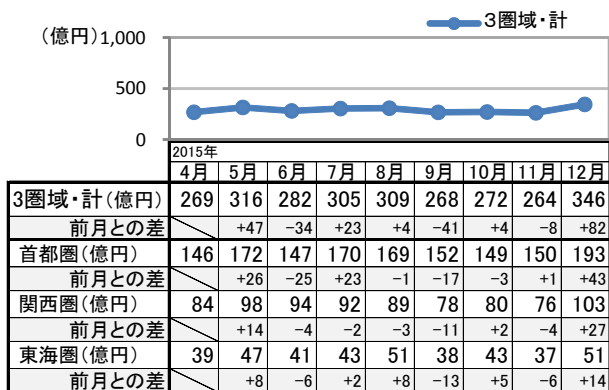 3圏域・計
(億円) 1,000
500
0
2015年
4月 5月 6月 7月 8月 9月 10月 11月 12月
3圏域・計(億円) 269 316 282 305 309 268 272 264 346
前月との差 +47 −34 +23 +4 −41 +4 −8 +82
首都圏(億円) 146 172 147 170 169 152 149 150 193
前月との差 +26 −25 +23 −1 −17 −3 +1 +43
関西圏(億円) 84 98 94 92 89 78 80 76 103
前月との差 +14 −4 −2 −3 −11 +2 −4 +27
東海圏(億円) 39 47 41 43 51 38 43 37 51
前月との差 +8 −6 +2 +8 −13 +5 −6 +14